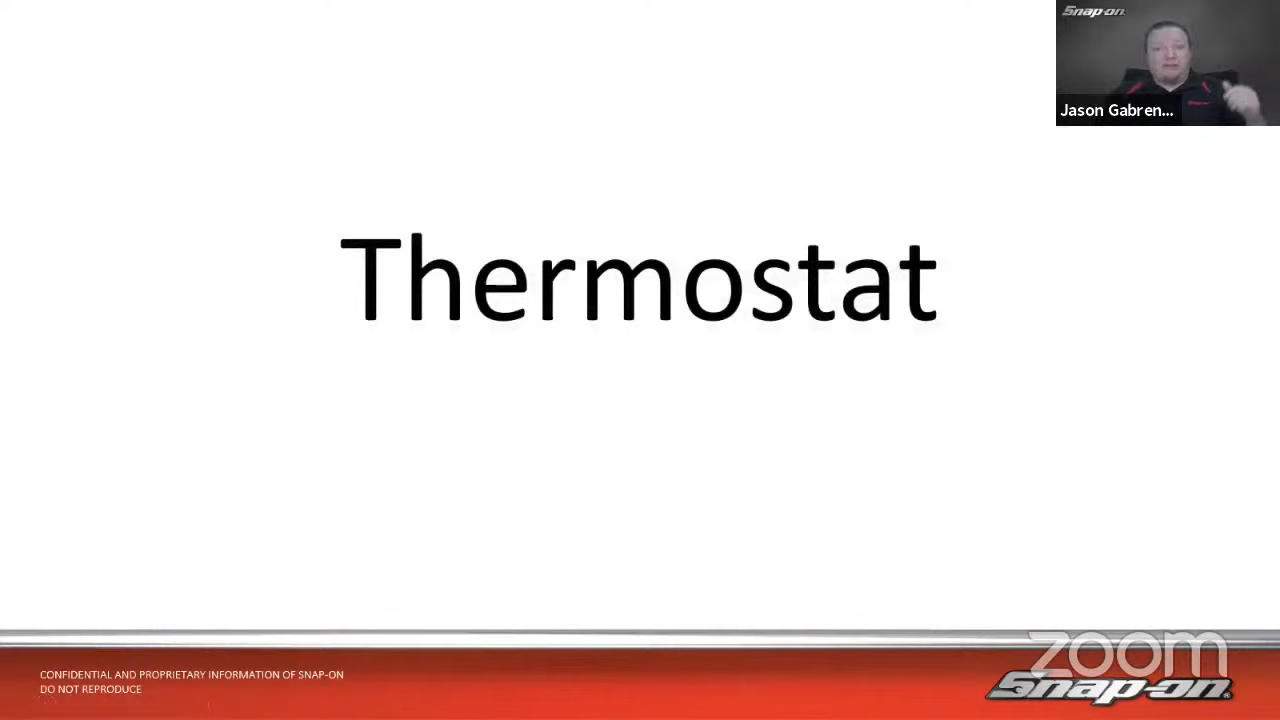 Snap-on
Jason Gabren...
Thermostat
CONFIDENTIAL AND PROPRIETARY INFORMATION OF SNAP-ON
DO NOT REPRODUCE
zoom
Snap-on